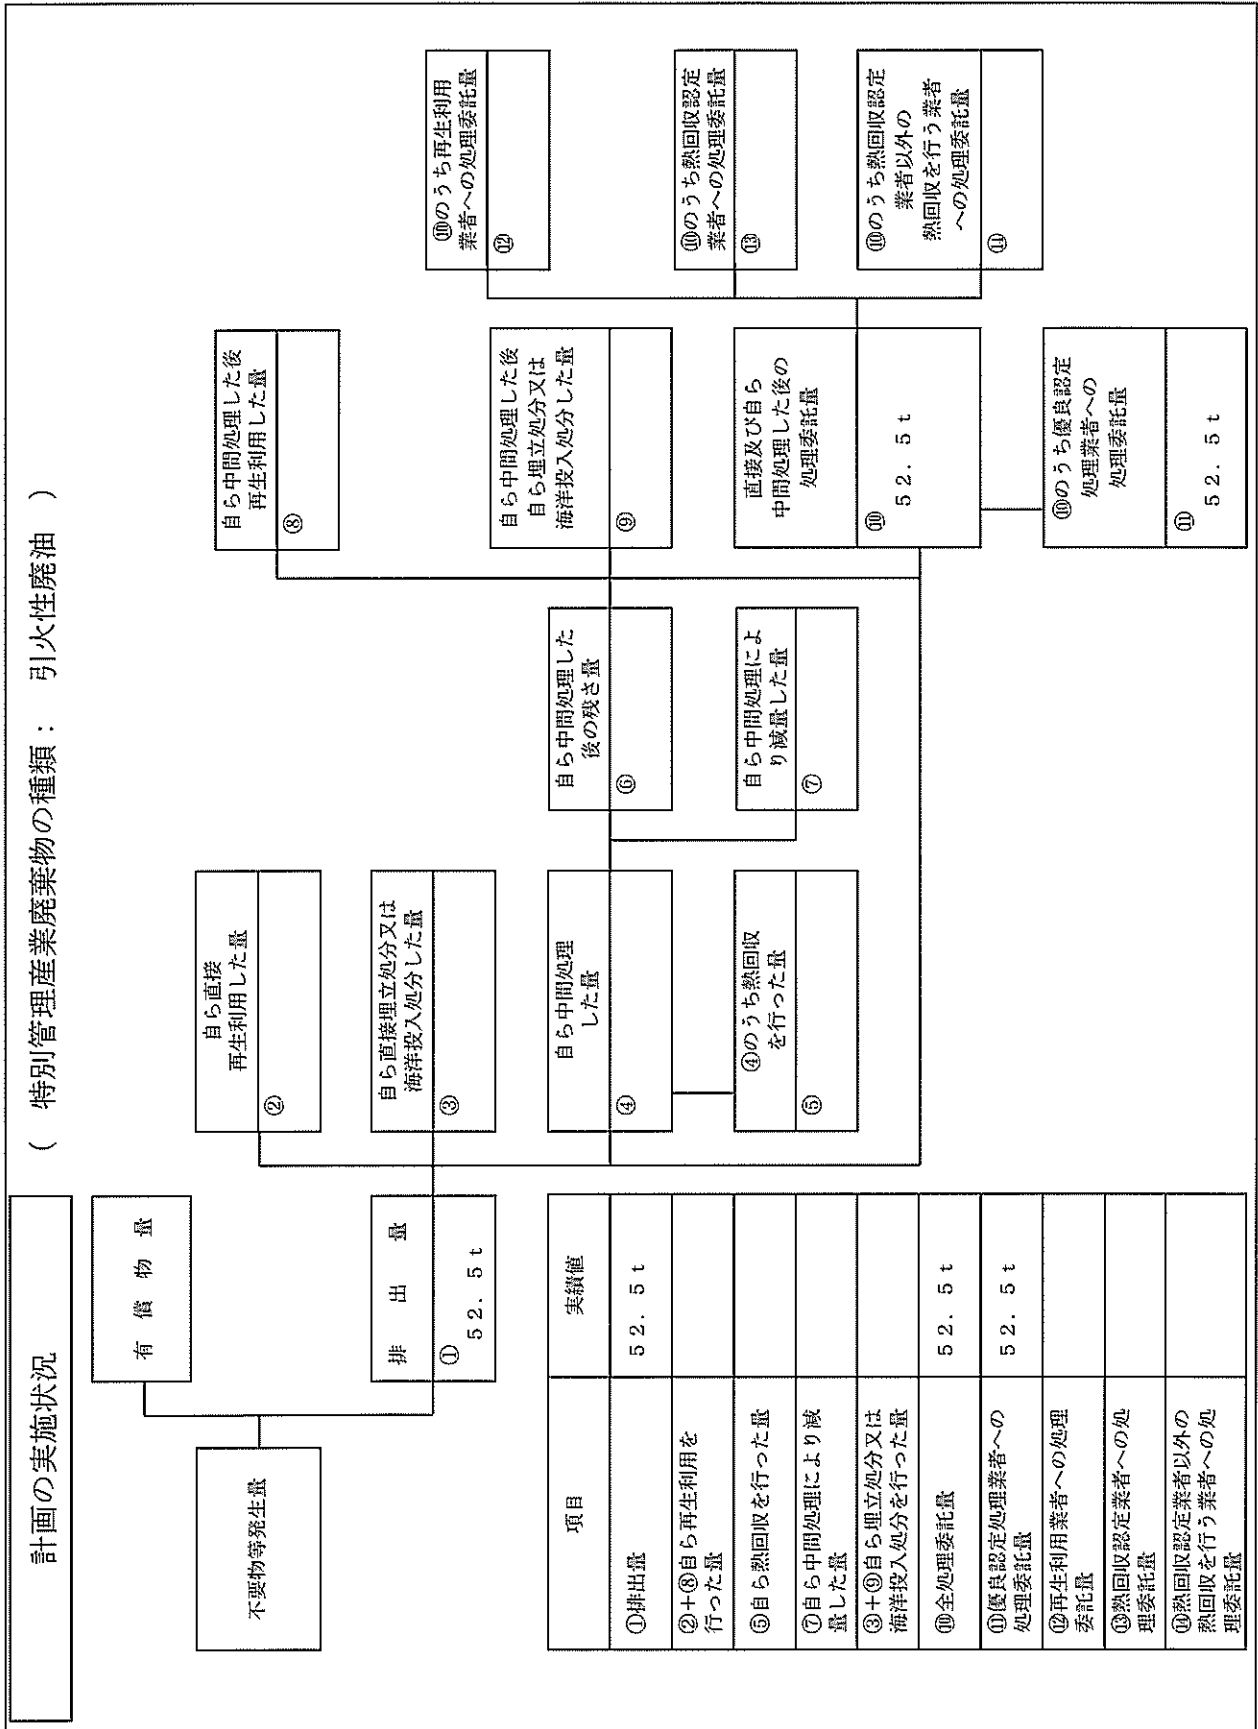 計画の実施状況
( 特別管理産業廃棄物の種類： 引火性廃油 )
不要物等発生量
有 償 物 量
排 出 量
①
52.5t
自ら直接
再生利用した量
②
自ら直接埋立処分又は
海洋投入処分した量
③
自ら中間処理
した量
④
④のうち熱回収
を行った量
⑤
自ら中間処理した
後の残さ量
⑥
自ら中間処理によ
り減量した量
⑦
自ら中間処理した後
再生利用した量
⑧
自ら中間処理した後
自ら埋立処分又は
海洋投入処分した量
⑨
直接及び自ら
中間処理した後の
処理委託量
⑩
52.5t
⑩のうち優良認定
処理業者への
処理委託量
⑪
52.5t
⑩のうち再生利用
業者への処理委託量
⑫
⑩のうち熱回収認定
業者への処理委託量
⑬
⑩のうち熱回収認定
業者以外の
熱回収を行う業者
への処理委託量
⑭
項目 実績値
①排出量 52.5t
②+⑧自ら再生利用を
行った量
⑤自ら熱回収を行った量
⑦自ら中間処理により減
量した量
③+⑨自ら埋立処分又は
海洋投入処分を行った量
⑩全処理委託量 52.5t
⑪優良認定処理業者への
処理委託量 52.5t
⑫再生利用業者への処理
委託量
⑬熱回収認定業者への処
理委託量
⑭熱回収認定業者以外の
熱回収を行う業者への処
理委託量